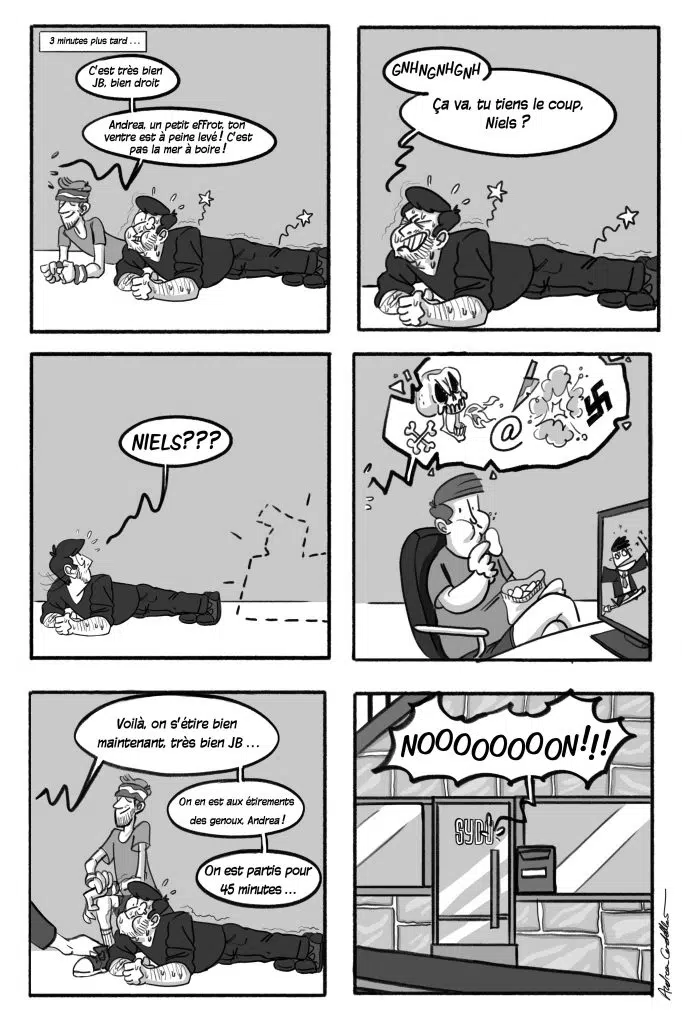 3 minutes plus tard ...
C'est très bien
JB, bien droit
Andrea, un petit effrot, ton
ventre est à peine levé ! C'est
pas la mer à boire !
GNHNGNHGNH
Ça va, tu tiens le coup,
Niels ?
NIELS???
@
Voilà, on s'étire bien
maintenant, très bien JB ...
On en est aux étirements
des genoux, Andrea !
On est partis pour
45 minutes ...
NOOOOOOOON!!!